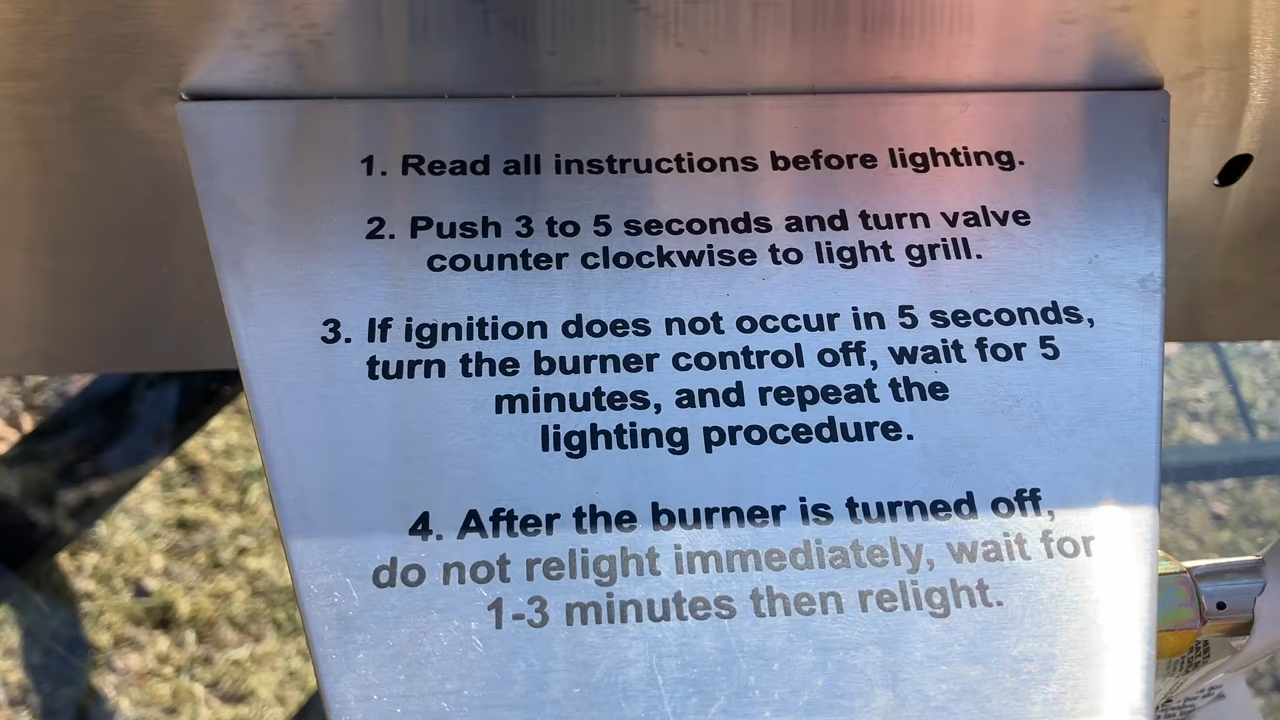 1. Read all instructions before lighting.
2. Push 3 to 5 seconds and turn valve
counter clockwise to light grill.
3. If ignition does not occur in 5 seconds,
turn the burner control off, wait for 5
minutes, and repeat the
lighting procedure.
4. After the burner is turned off,
do not relight immediately, wait for
1-3 minutes then relight.